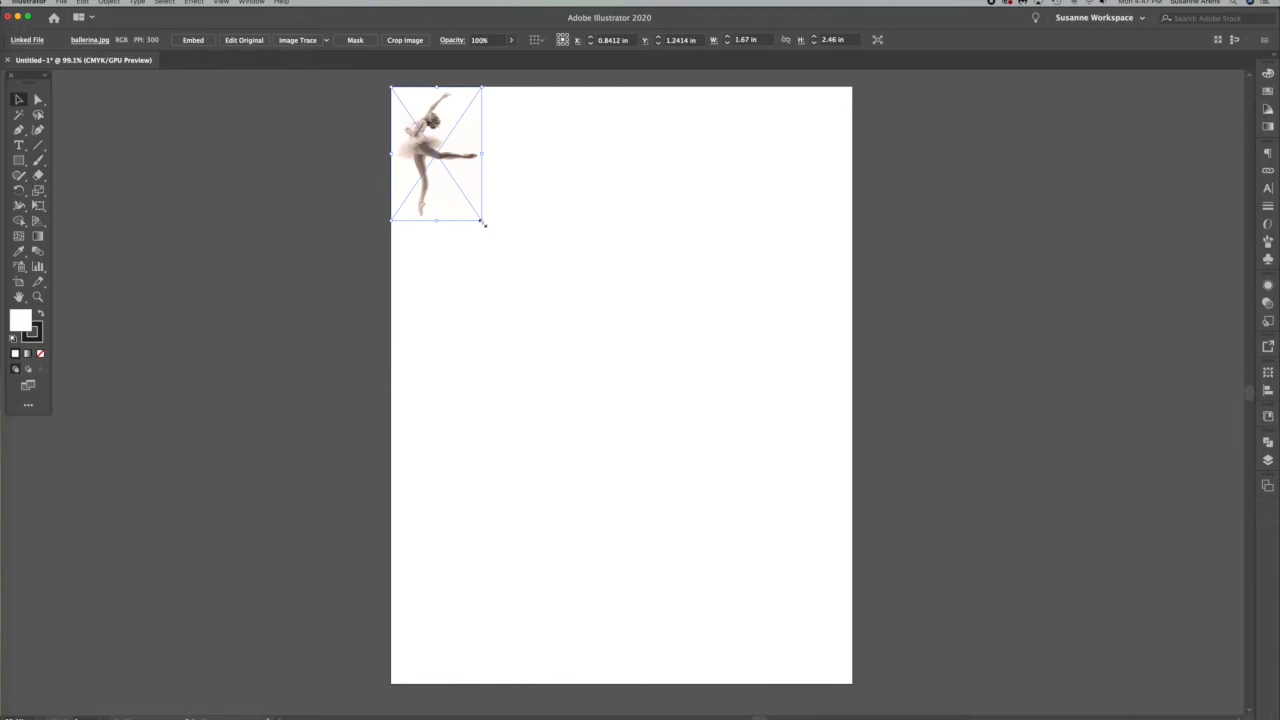 Illustrator File Edit Object Type Select Effect View Window Help Mon 4:47 PM Susanne Arens
Adobe Illustrator 2020 Susanne Workspace Search Adobe Stock
Linked File ballerina.jpg RGB PPI: 300 Embed Edit Original Image Trace Mask Crop Image Opacity: 100% X: 0.8412 in Y: 1.2414 in W: 1.67 in H: 2.46 in
× Untitled-1* @ 99.1% (CMYK/GPU Preview)